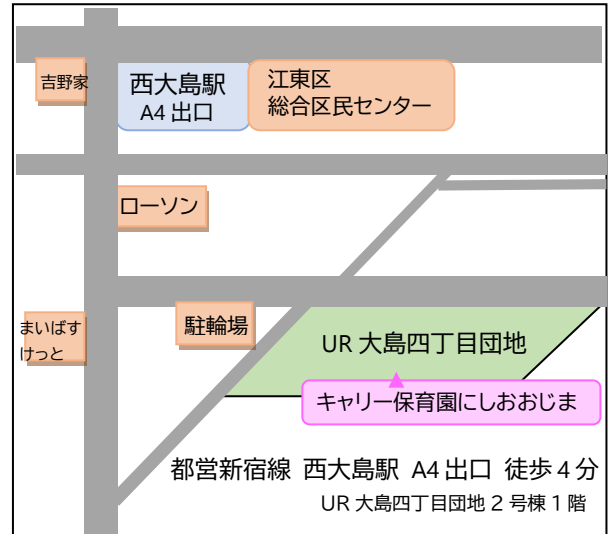 吉野家
西大島駅
A4 出口
江東区
総合区民センター
ローソン
まいばす
けっと
駐輪場
UR 大島四丁目団地
キャリー保育園にしおおじま
都営新宿線 西大島駅 A4 出口 徒歩 4 分
UR 大島四丁目団地 2 号棟 1 階